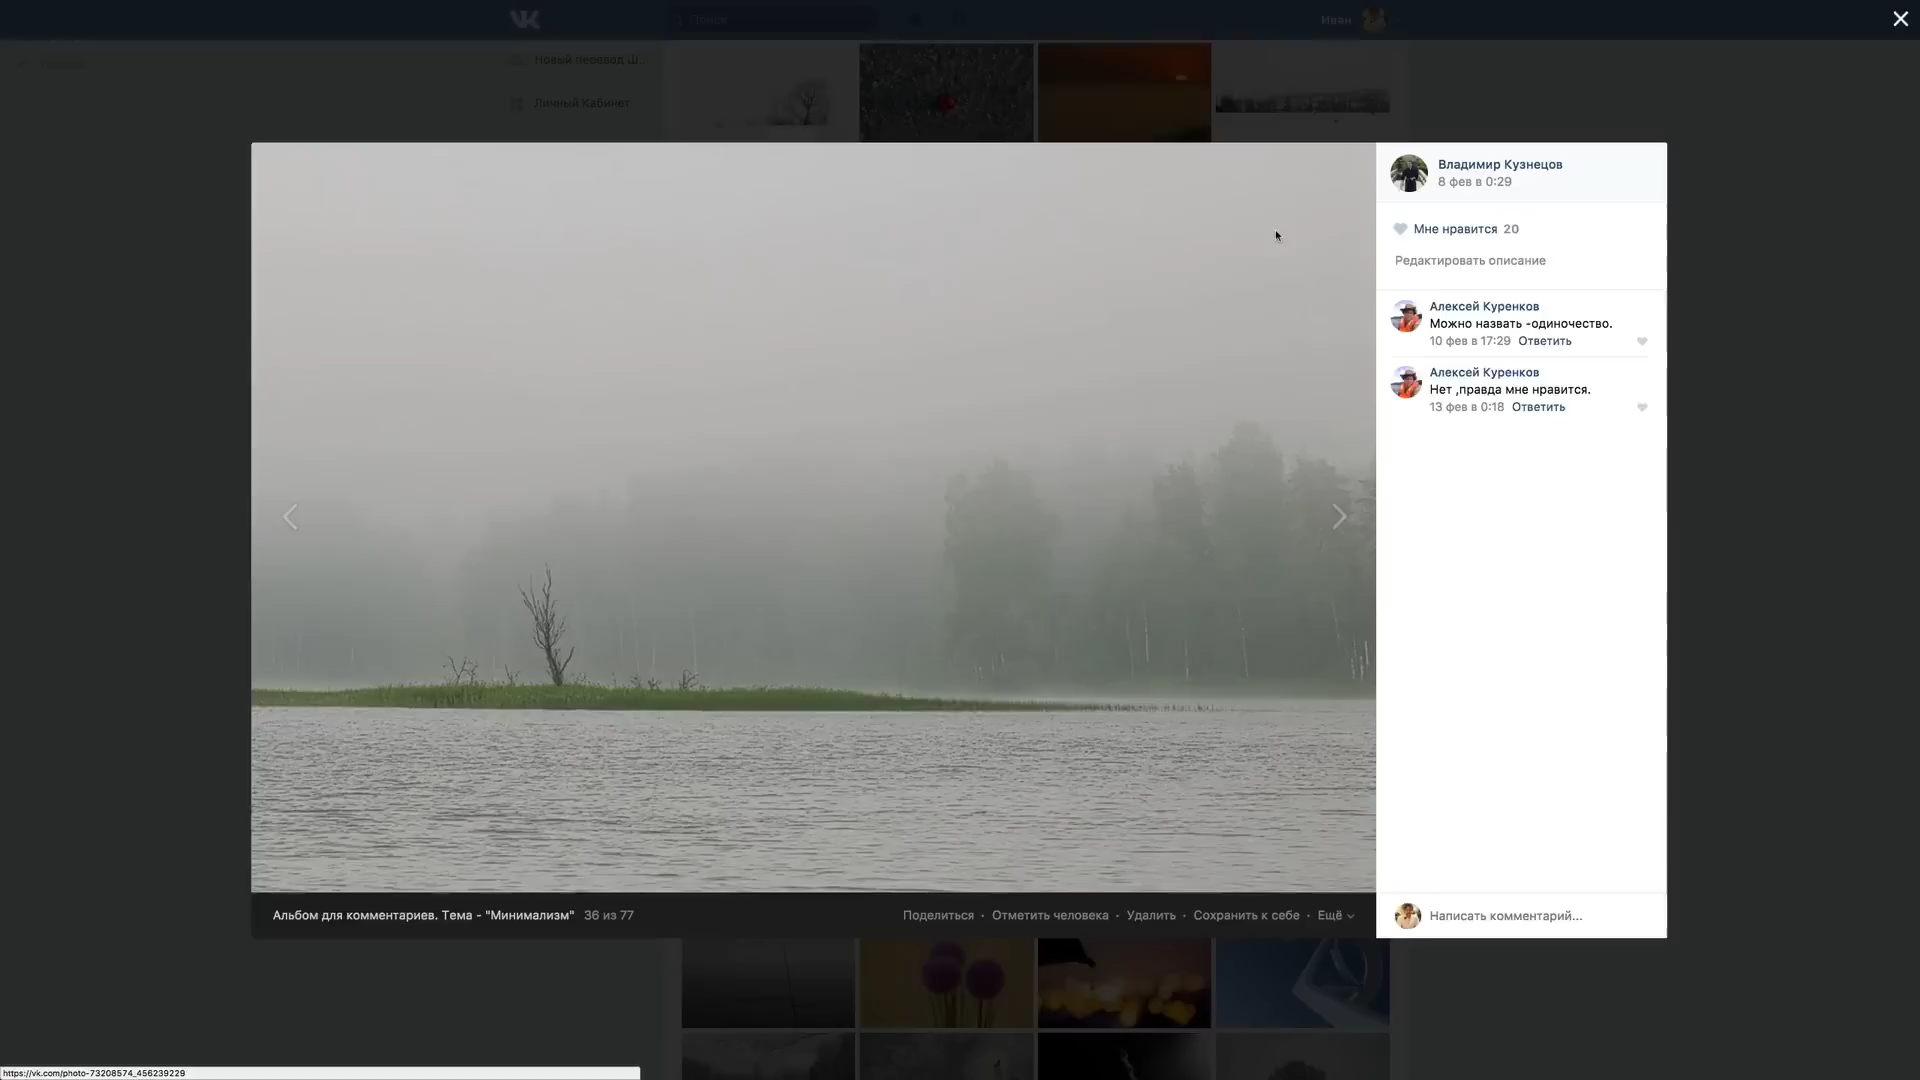 Поиск
Иван
Новый перевод Ш..
Личный Кабинет
Владимир Кузнецов
8 фев в 0:29
Мне нравится 20
Редактировать описание
Алексей Куренков
Можно назвать -одиночество.
10 фев в 17:29 Ответить
Алексей Куренков
Нет ,правда мне нравится.
13 фев в 0:18 Ответить
Альбом для комментариев. Тема - "Минимализм" 36 из 77
Поделиться · Отметить человека · Удалить · Сохранить к себе · Ещё
Написать комментарий...
https://vk.com/photo-73208574_456239229